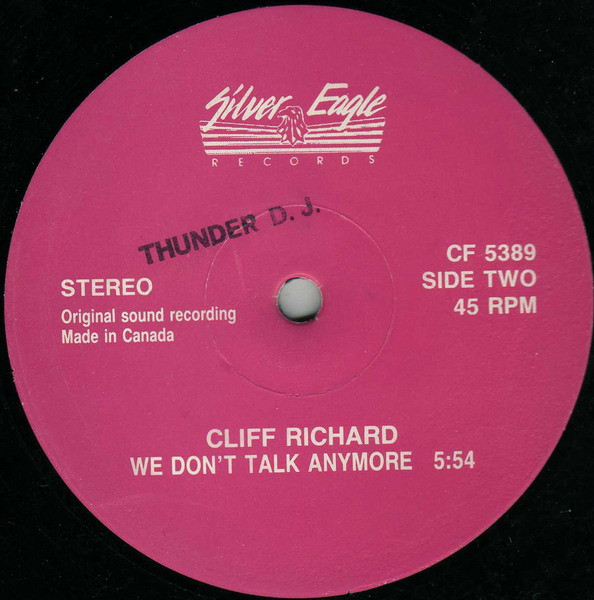 Silver Eagle
RECORDS
THUNDER D. J.
CF 5389
STEREO
SIDE TWO
45 RPM
Original sound recording
Made in Canada
CLIFF RICHARD
WE DON'T TALK ANYMORE 5:54